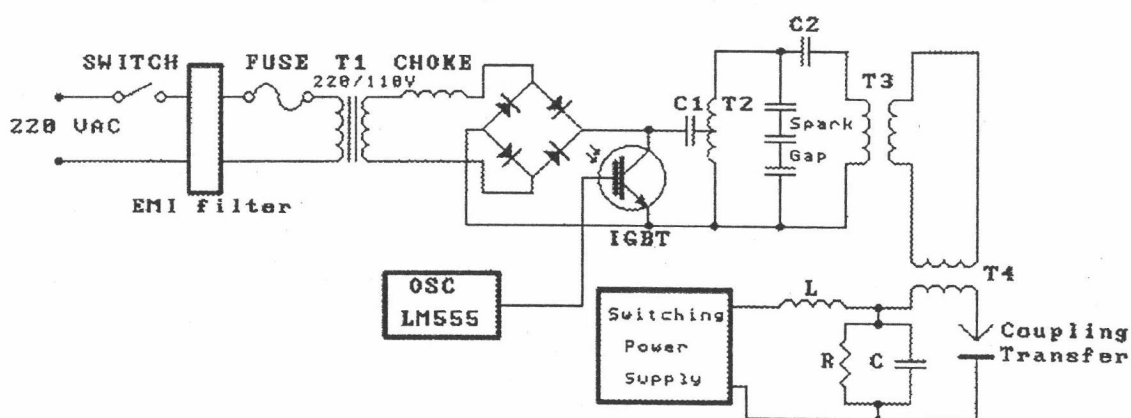 C2
SWITCH
FUSE
T1
CHOKE
220/110V
T3
C1
T2
220 VAC
Spark
Gap
EMI filter
IGBT
T4
OSC
LM555
L
Switching
Power
Supply
R
C
Coupling
Transfer